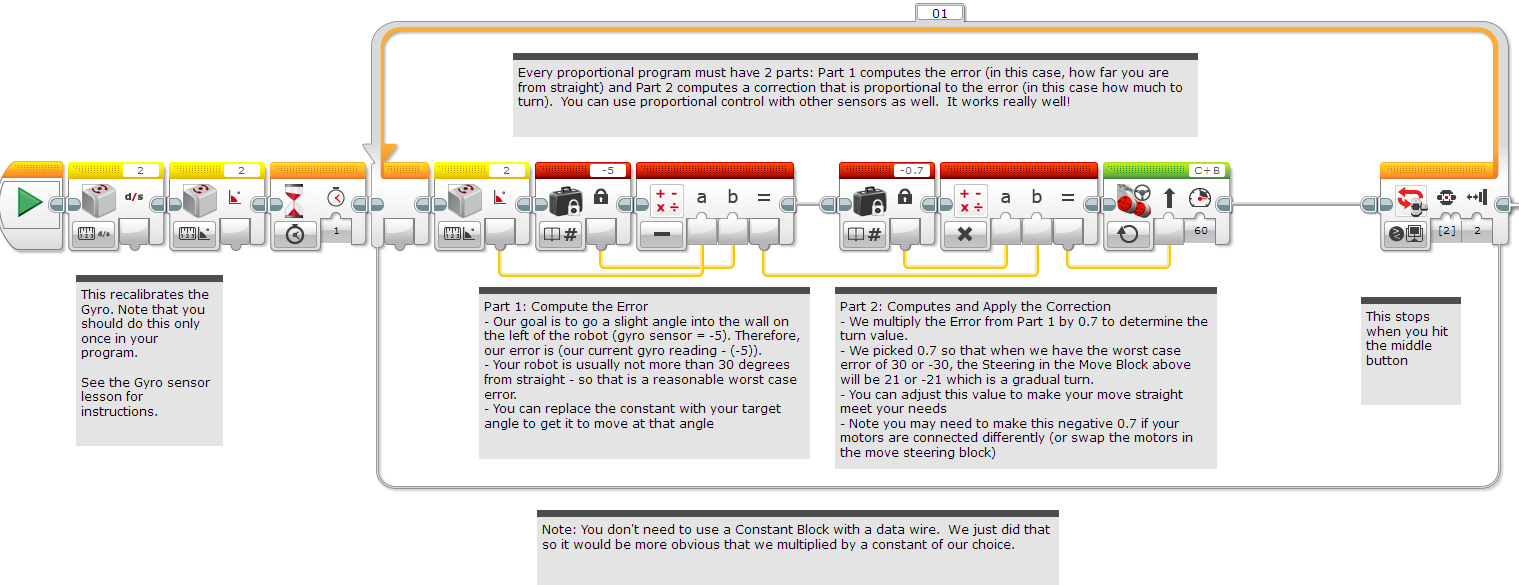 01
Every proportional program must have 2 parts: Part 1 computes the error (in this case, how far you are
from straight) and Part 2 computes a correction that is proportional to the error (in this case how much to
turn).  You can use proportional control with other sensors as well.  It works really well!
2
2
2
-5
-0.7
C+B
d/s
a
b
=
a
b
=
1 2 3 d/s
1 2 3
1
1 2 3
#
#
60
[2]
2
This recalibrates the
Gyro. Note that you
should do this only
once in your
program.
See the Gyro sensor
lesson for
instructions.
Part 1: Compute the Error
- Our goal is to go a slight angle into the wall on
the left of the robot (gyro sensor = -5). Therefore,
our error is (our current gyro reading - (-5)).
- Your robot is usually not more than 30 degrees
from straight - so that is a reasonable worst case
error.
- You can replace the constant with your target
angle to get it to move at that angle
Part 2: Computes and Apply the Correction
- We multiply the Error from Part 1 by 0.7 to determine the
turn value.
- We picked 0.7 so that when we have the worst case
error of 30 or -30, the Steering in the Move Block above
will be 21 or -21 which is a gradual turn.
- You can adjust this value to make your move straight
meet your needs
- Note you may need to make this negative 0.7 if your
motors are connected differently (or swap the motors in
the move steering block)
This stops
when you hit
the middle
button
Note: You don't need to use a Constant Block with a data wire.  We just did that
so it would be more obvious that we multiplied by a constant of our choice.